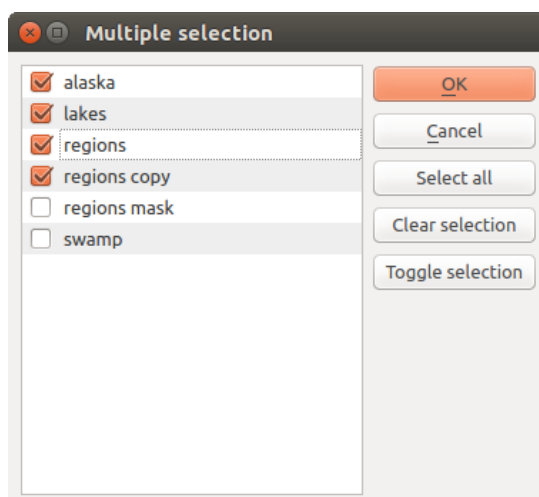 Multiple selection
alaska
lakes
regions
regions copy
regions mask
swamp
OK
Cancel
Select all
Clear selection
Toggle selection